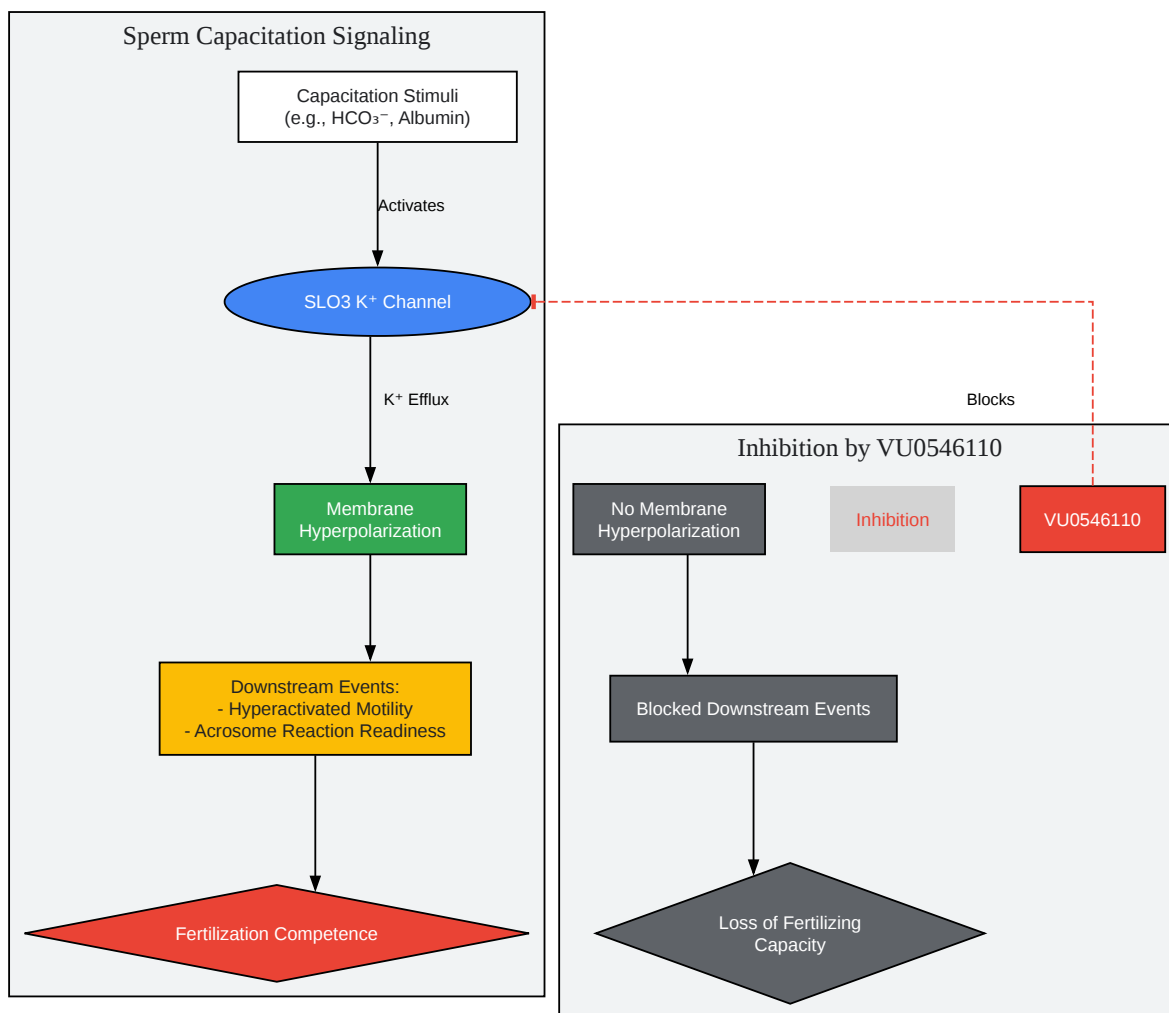 Sperm Capacitation Signaling
Capacitation Stimuli
(e.g., HCO₃⁻, Albumin)
Activates
SLO3 K⁺ Channel
K⁺ Efflux
Membrane
Hyperpolarization
Downstream Events:
- Hyperactivated Motility
- Acrosome Reaction Readiness
Fertilization Competence
Blocks
Inhibition by VU0546110
No Membrane
Hyperpolarization
Inhibition
VU0546110
Blocked Downstream Events
Loss of Fertilizing
Capacity